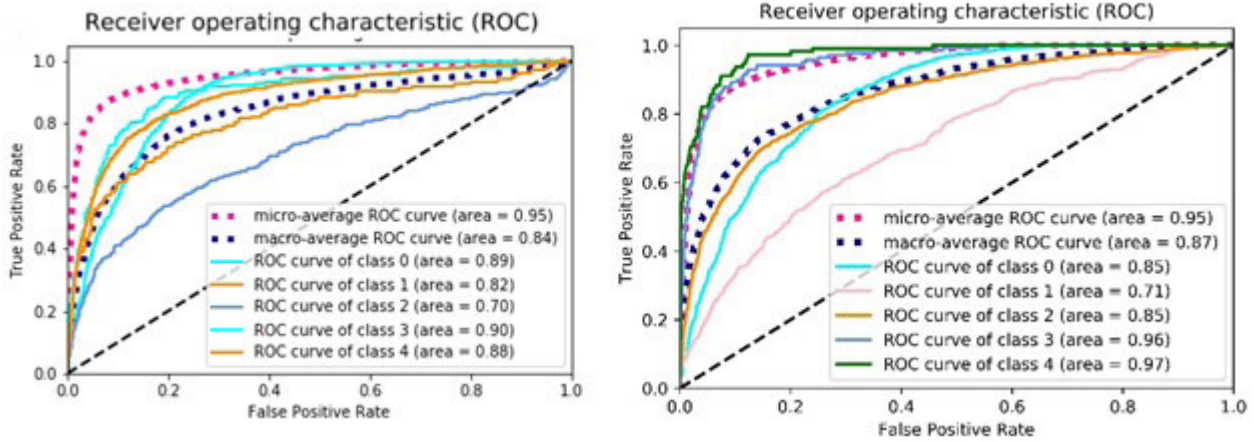 Receiver operating characteristic (ROC)
1.0
0.8
0.6
0.4
0.2
0.0
True Positive Rate
micro-average ROC curve (area = 0.95)
macro-average ROC curve (area = 0.84)
ROC curve of class 0 (area = 0.89)
ROC curve of class 1 (area = 0.82)
ROC curve of class 2 (area = 0.70)
ROC curve of class 3 (area = 0.90)
ROC curve of class 4 (area = 0.88)
0.0 0.2 0.4 0.6 0.8 1.0
False Positive Rate
Receiver operating characteristic (ROC)
1.0
0.8
0.6
0.4
0.2
0.0
True Positive Rate
micro-average ROC curve (area = 0.95)
macro-average ROC curve (area = 0.87)
ROC curve of class 0 (area = 0.85)
ROC curve of class 1 (area = 0.71)
ROC curve of class 2 (area = 0.85)
ROC curve of class 3 (area = 0.96)
ROC curve of class 4 (area = 0.97)
0.0 0.2 0.4 0.6 0.8 1.0
False Positive Rate